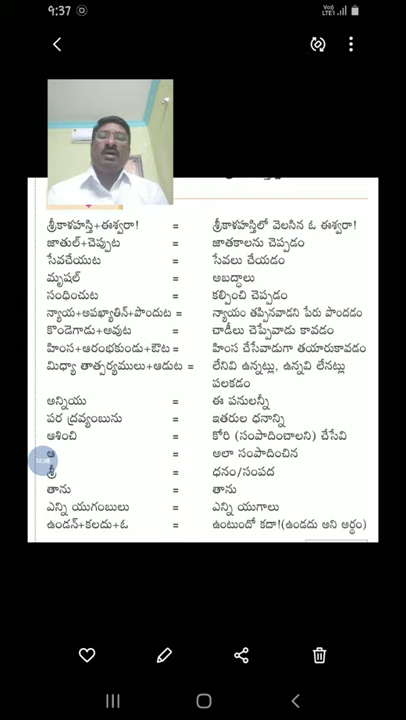 9:37
Vo)) LTE1
శ్రీకాళహస్తి+ఈశ్వరా! = శ్రీకాళహస్తిలో వెలసిన ఓ ఈశ్వరా!
జాతుల్+చెప్పుట = జాతకాలను చెప్పడం
సేవచేయుట = సేవలు చేయడం
మృషల్ = అబద్ధాలు
సంధించుట = కల్పించి చెప్పడం
న్యాయ+అపఖ్యాతిన్+పొందుట = న్యాయం తప్పినవాడని పేరు పొందడం
కొండెగాడు+అవుట = చాడీలు చెప్పేవాడు కావడం
హింస+ఆరంభకుండు+ఔట = హింస చేసేవాడుగా తయారుకావడం
మిధ్యా తాత్పర్యములు+ఆడుట = లేనివి ఉన్నట్లు, ఉన్నవి లేనట్లు
పలకడం
అన్నియు = ఈ పనులన్నీ
పర ద్రవ్యంబును = ఇతరుల ధనాన్ని
ఆశించి = కోరి (సంపాదించాలని) చేసేవి
ఆ = అలా సంపాదించిన
శ్రీ = ధనం/సంపద
తాను = తాను
ఎన్ని యుగంబులు = ఎన్ని యుగాలు
ఉండన్+కలదు+ఓ = ఉంటుందో కదా!(ఉండదు అని అర్థం)